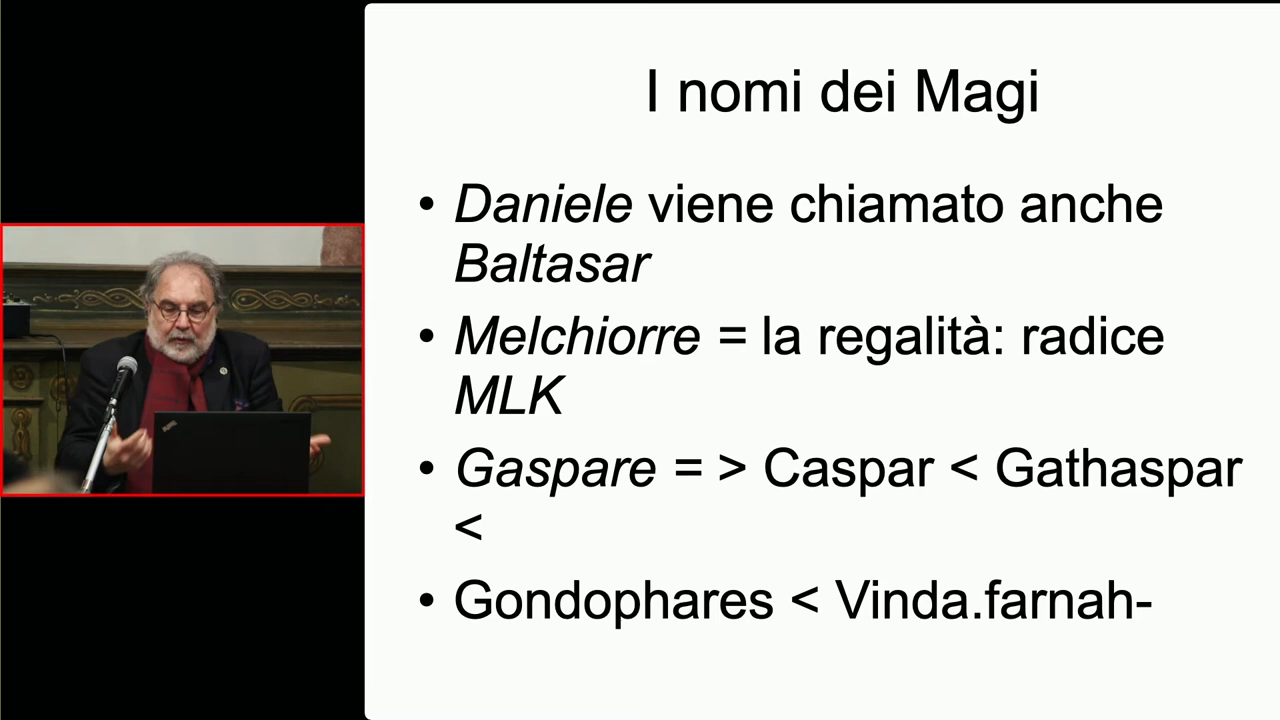 I nomi dei Magi
• Daniele viene chiamato anche
Baltasar
• Melchiorre = la regalità: radice
MLK
• Gaspare = > Caspar < Gathaspar
<
• Gondophares < Vinda.farnah-